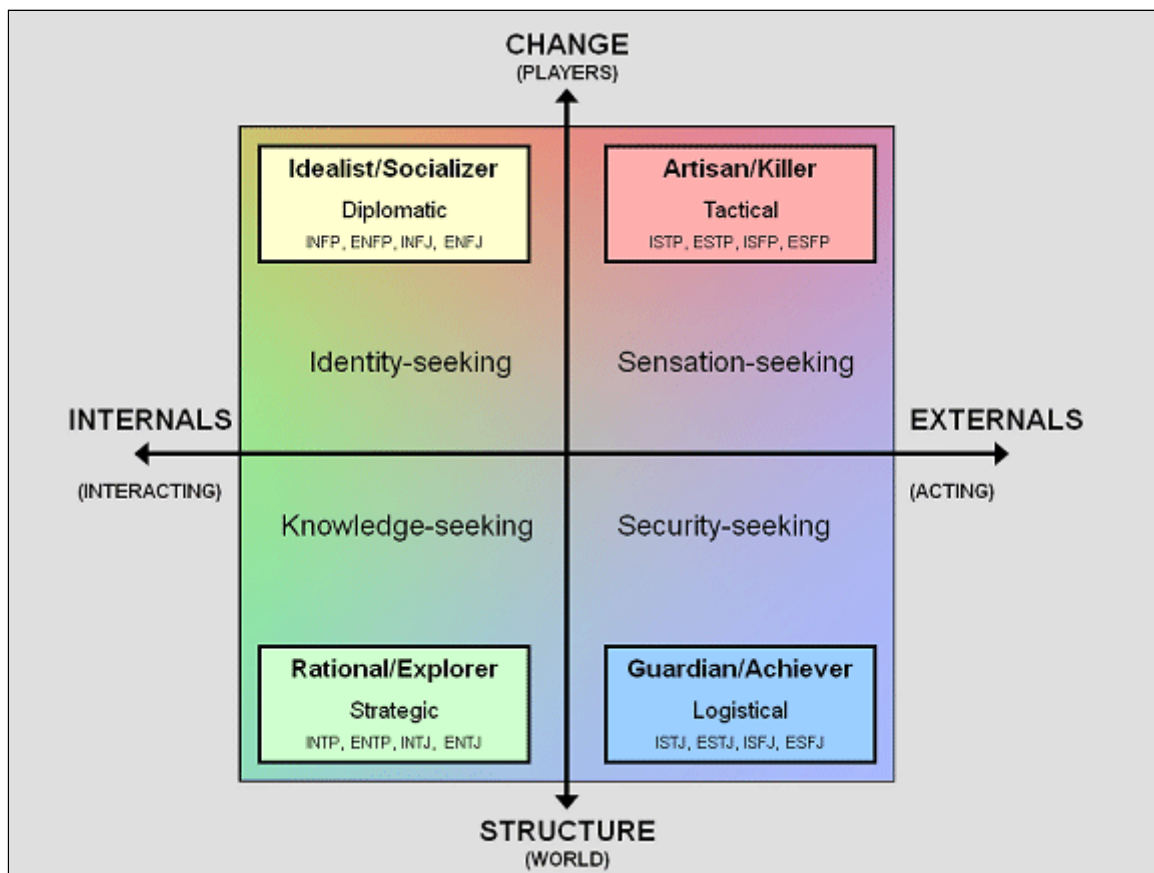 CHANGE
(PLAYERS)
Idealist/Socializer
Diplomatic
INFP, ENFP, INFJ, ENFJ
Artisan/Killer
Tactical
ISTP, ESTP, ISFP, ESFP
Identity-seeking
Sensation-seeking
INTERNALS
(INTERACTING)
EXTERNALS
(ACTING)
Knowledge-seeking
Security-seeking
Rational/Explorer
Strategic
INTP, ENTP, INTJ, ENTJ
Guardian/Achiever
Logistical
ISTJ, ESTJ, ISFJ, ESFJ
STRUCTURE
(WORLD)